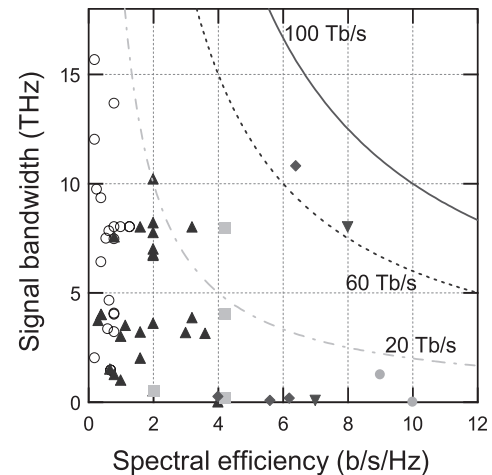 100 Tb/s
15
10
60 Tb/s
5
20 Tb/s
0
0 2 4 6 8 10 12
Signal bandwidth (THz)
Spectral efficiency (b/s/Hz)